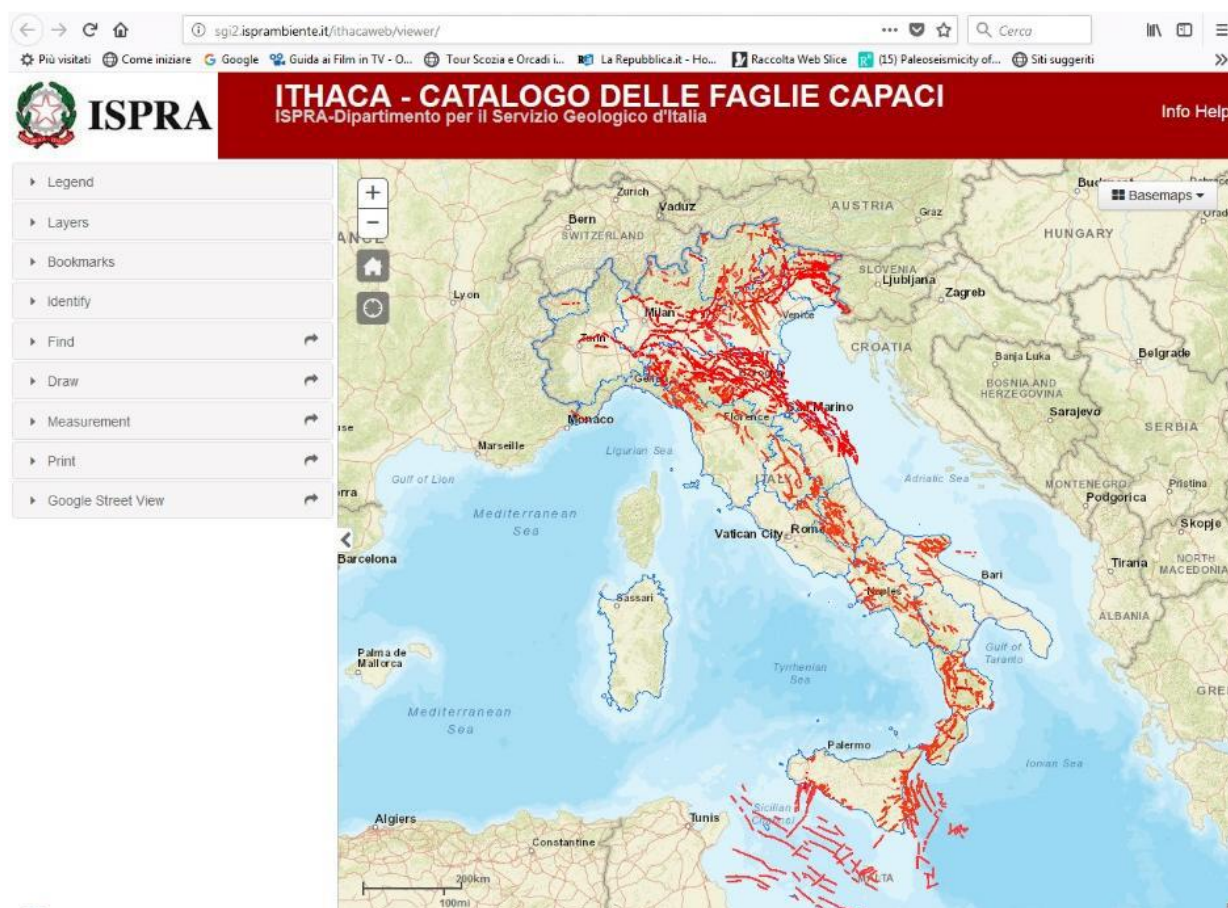 sgi2.isprambiente.it/ithacaweb/viewer/
Cerca
Più visitati
Come iniziare
Google
Guida ai Film in TV - O...
Tour Scozia e Orcadi i...
La Repubblica.it - Ho...
Raccolta Web Slice
(15) Paleoseismicity of...
Siti suggeriti
ISPRA
ITHACA - CATALOGO DELLE FAGLIE CAPACI
ISPRA-Dipartimento per il Servizio Geologico d'Italia
Info Help
Legend
Layers
Bookmarks
Identify
Find
Draw
Measurement
Print
Google Street View
+
−
Basemaps
Zurich
Vaduz
Bern
SWITZERLAND
AUSTRIA
Graz
HUNGARY
SLOVENIA
Ljubljana
Zagreb
Lyon
Milan
Venice
Turin
CROATIA
Banja Luka
Belgrade
BOSNIA AND
HERZEGOVINA
Sarajevo
SERBIA
Florence
San Marino
Monaco
Marseille
Ligurian Sea
Gulf of Lion
ITALY
Adriatic Sea
MONTENEGRO
Podgorica
Pristina
Skopje
Mediterranean
Sea
Vatican City
Rome
Barcelona
Tirana
NORTH
MACEDONIA
Bari
Naples
Sassari
ALBANIA
Gulf of
Taranto
Palma de
Mallorca
Tyrrhenian
Sea
Mediterranean
Sea
Palermo
Ionian Sea
Algiers
Tunis
Sicilian
Channel
Constantine
MALTA
200km
100mi